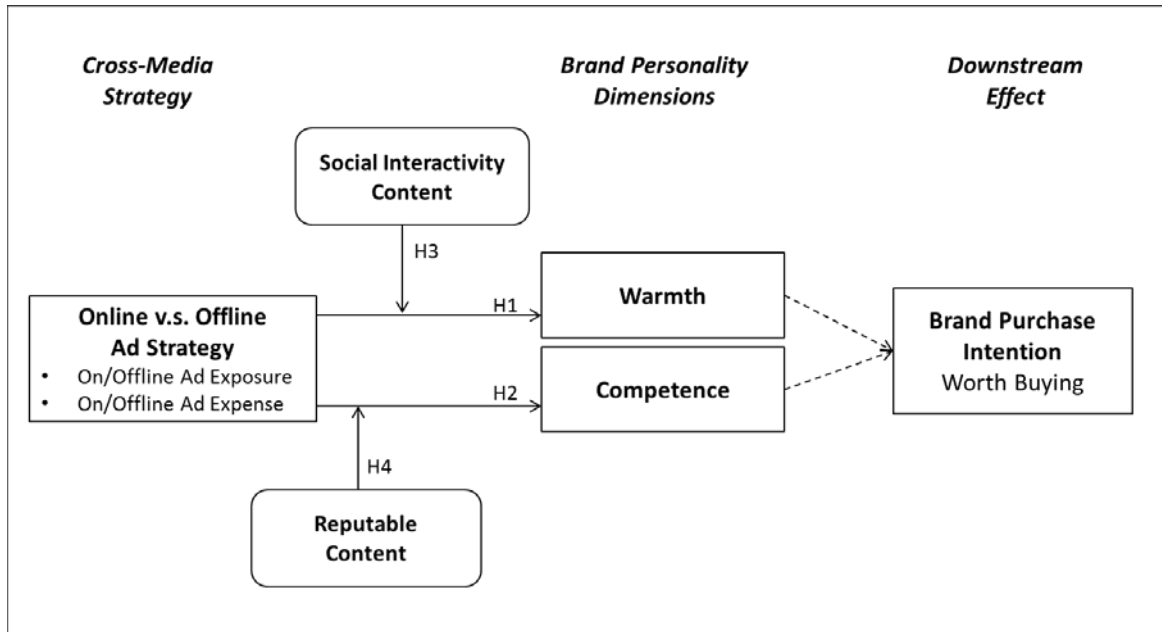 Cross-Media
Strategy
Brand Personality
Dimensions
Downstream
Effect
Social Interactivity
Content
H3
Online v.s. Offline
Ad Strategy
• On/Offline Ad Exposure
• On/Offline Ad Expense
H1
H2
Warmth
Competence
Brand Purchase
Intention
Worth Buying
H4
Reputable
Content